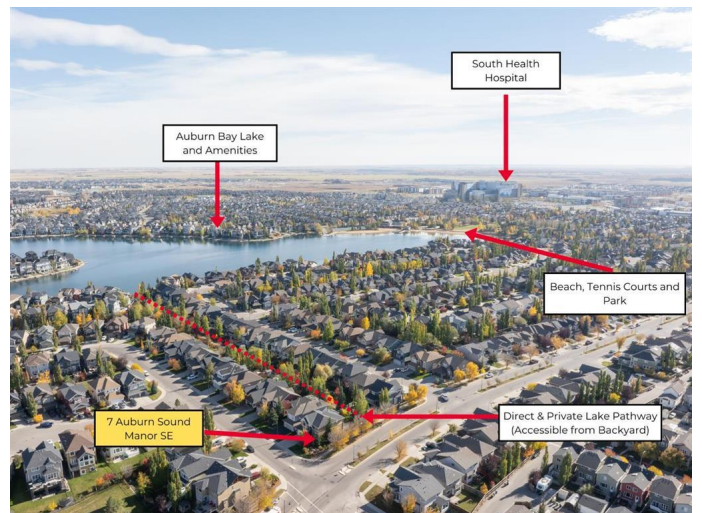 South Health
Hospital
Auburn Bay Lake
and Amenities
Beach, Tennis Courts and
Park
7 Auburn Sound
Manor SE
Direct & Private Lake Pathway
(Accessible from Backyard)